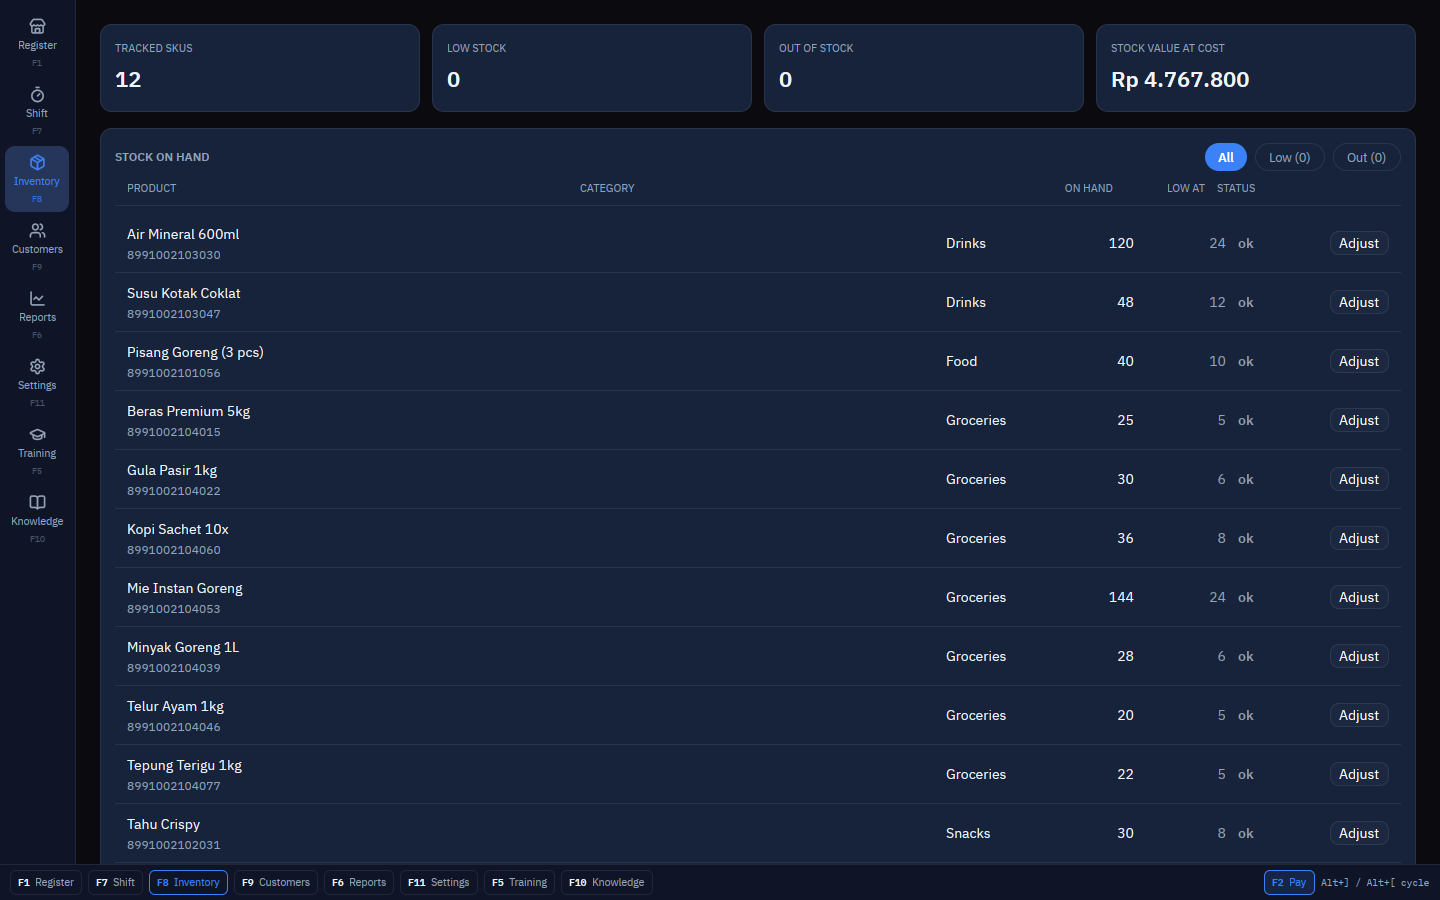 Register
F1
Shift
F7
Inventory
F8
Customers
F9
Reports
F6
Settings
F11
Training
F5
Knowledge
F10
TRACKED SKUS
12
LOW STOCK
0
OUT OF STOCK
0
STOCK VALUE AT COST
Rp 4.767.800
STOCK ON HAND
All Low (0) Out (0)
PRODUCT CATEGORY ON HAND LOW AT STATUS
Air Mineral 600ml
8991002103030
Drinks 120 24 ok Adjust
Susu Kotak Coklat
8991002103047
Drinks 48 12 ok Adjust
Pisang Goreng (3 pcs)
8991002101056
Food 40 10 ok Adjust
Beras Premium 5kg
8991002104015
Groceries 25 5 ok Adjust
Gula Pasir 1kg
8991002104022
Groceries 30 6 ok Adjust
Kopi Sachet 10x
8991002104060
Groceries 36 8 ok Adjust
Mie Instan Goreng
8991002104053
Groceries 144 24 ok Adjust
Minyak Goreng 1L
8991002104039
Groceries 28 6 ok Adjust
Telur Ayam 1kg
8991002104046
Groceries 20 5 ok Adjust
Tepung Terigu 1kg
8991002104077
Groceries 22 5 ok Adjust
Tahu Crispy
8991002102031
Snacks 30 8 ok Adjust
F1 Register F7 Shift F8 Inventory F9 Customers F6 Reports F11 Settings F5 Training F10 Knowledge F2 Pay Alt+] / Alt+[ cycle